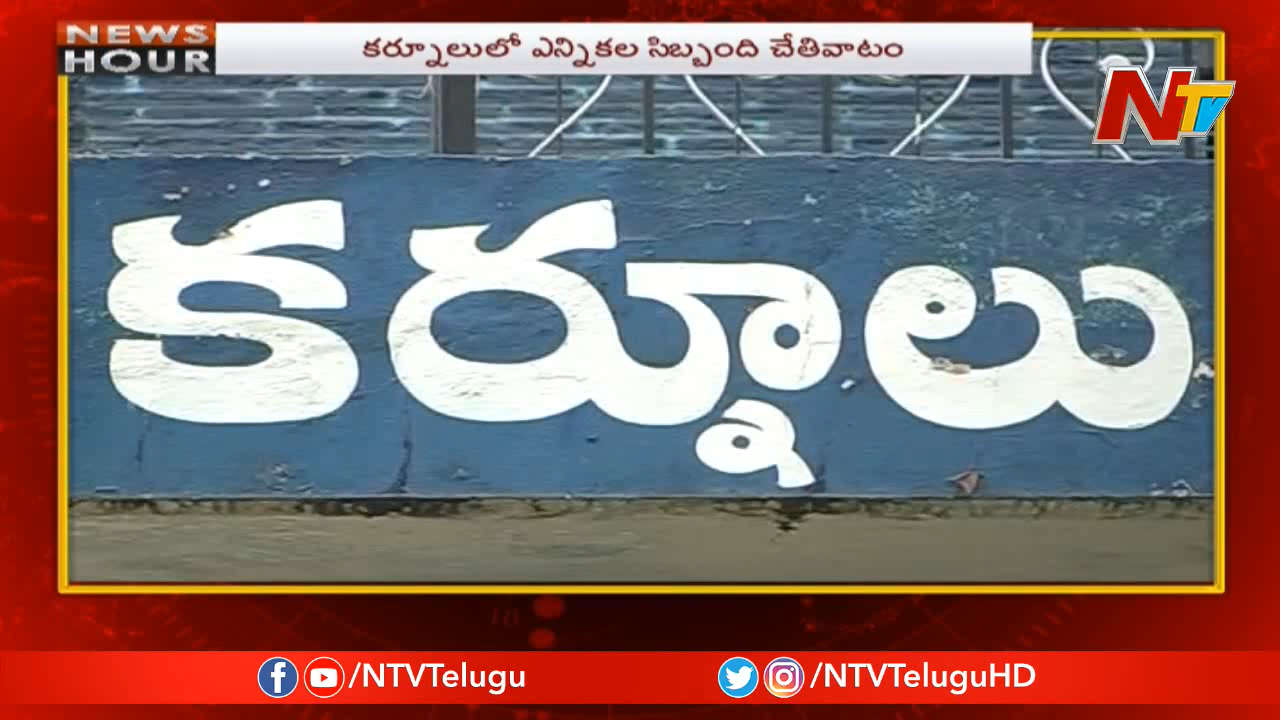 NEWS
HOUR
కర్నూలులో ఎన్నికల సిబ్బంది చేతివాటం
NTV
కర్నూలు
/NTVTelugu
/NTVTeluguHD